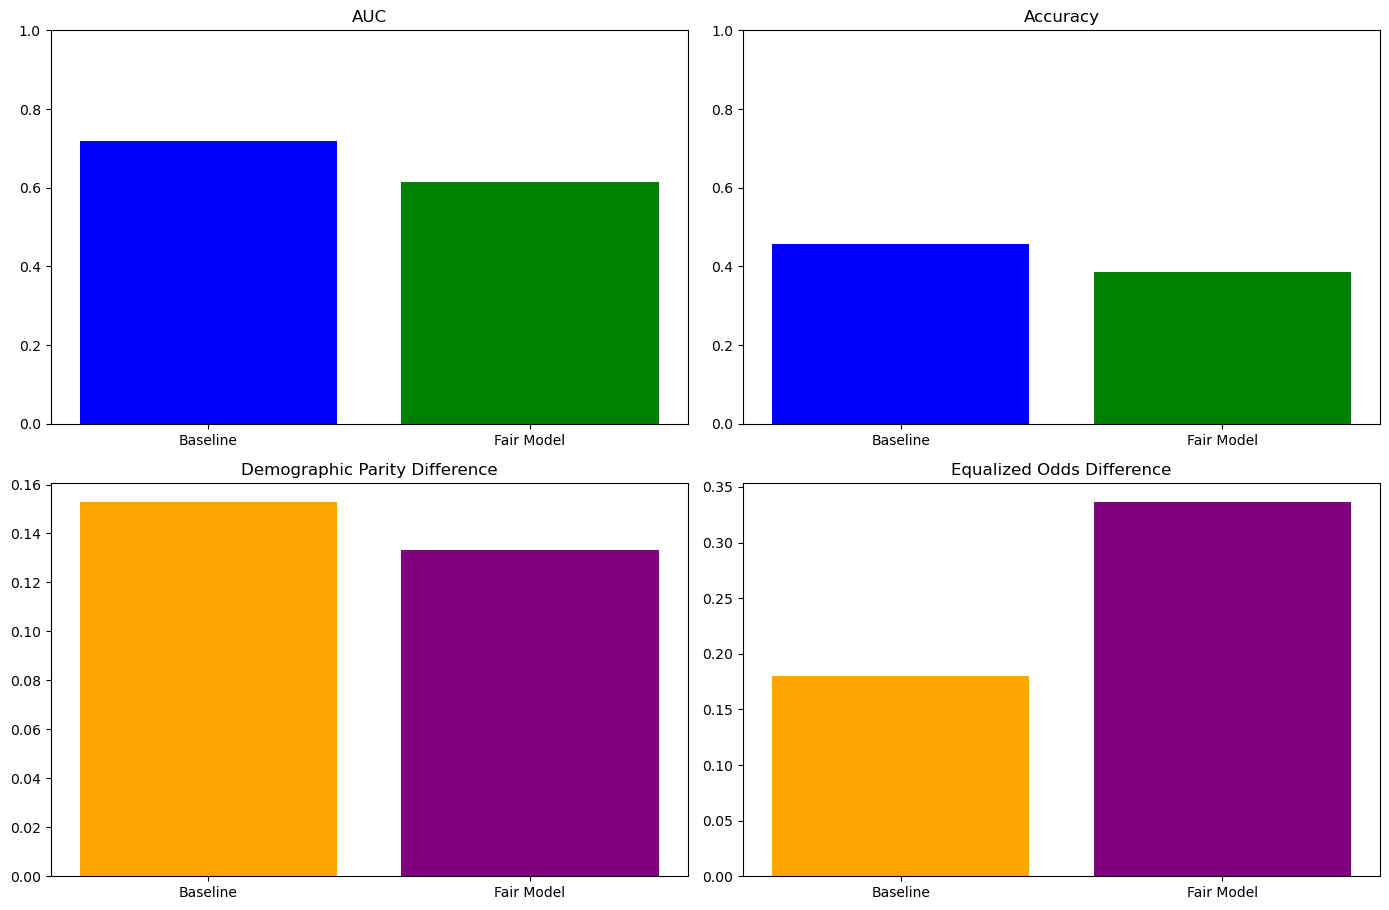 AUC
1.0
0.8
0.6
0.4
0.2
0.0
Baseline
Fair Model
Accuracy
1.0
0.8
0.6
0.4
0.2
0.0
Baseline
Fair Model
Demographic Parity Difference
0.16
0.14
0.12
0.10
0.08
0.06
0.04
0.02
0.00
Baseline
Fair Model
Equalized Odds Difference
0.35
0.30
0.25
0.20
0.15
0.10
0.05
0.00
Baseline
Fair Model